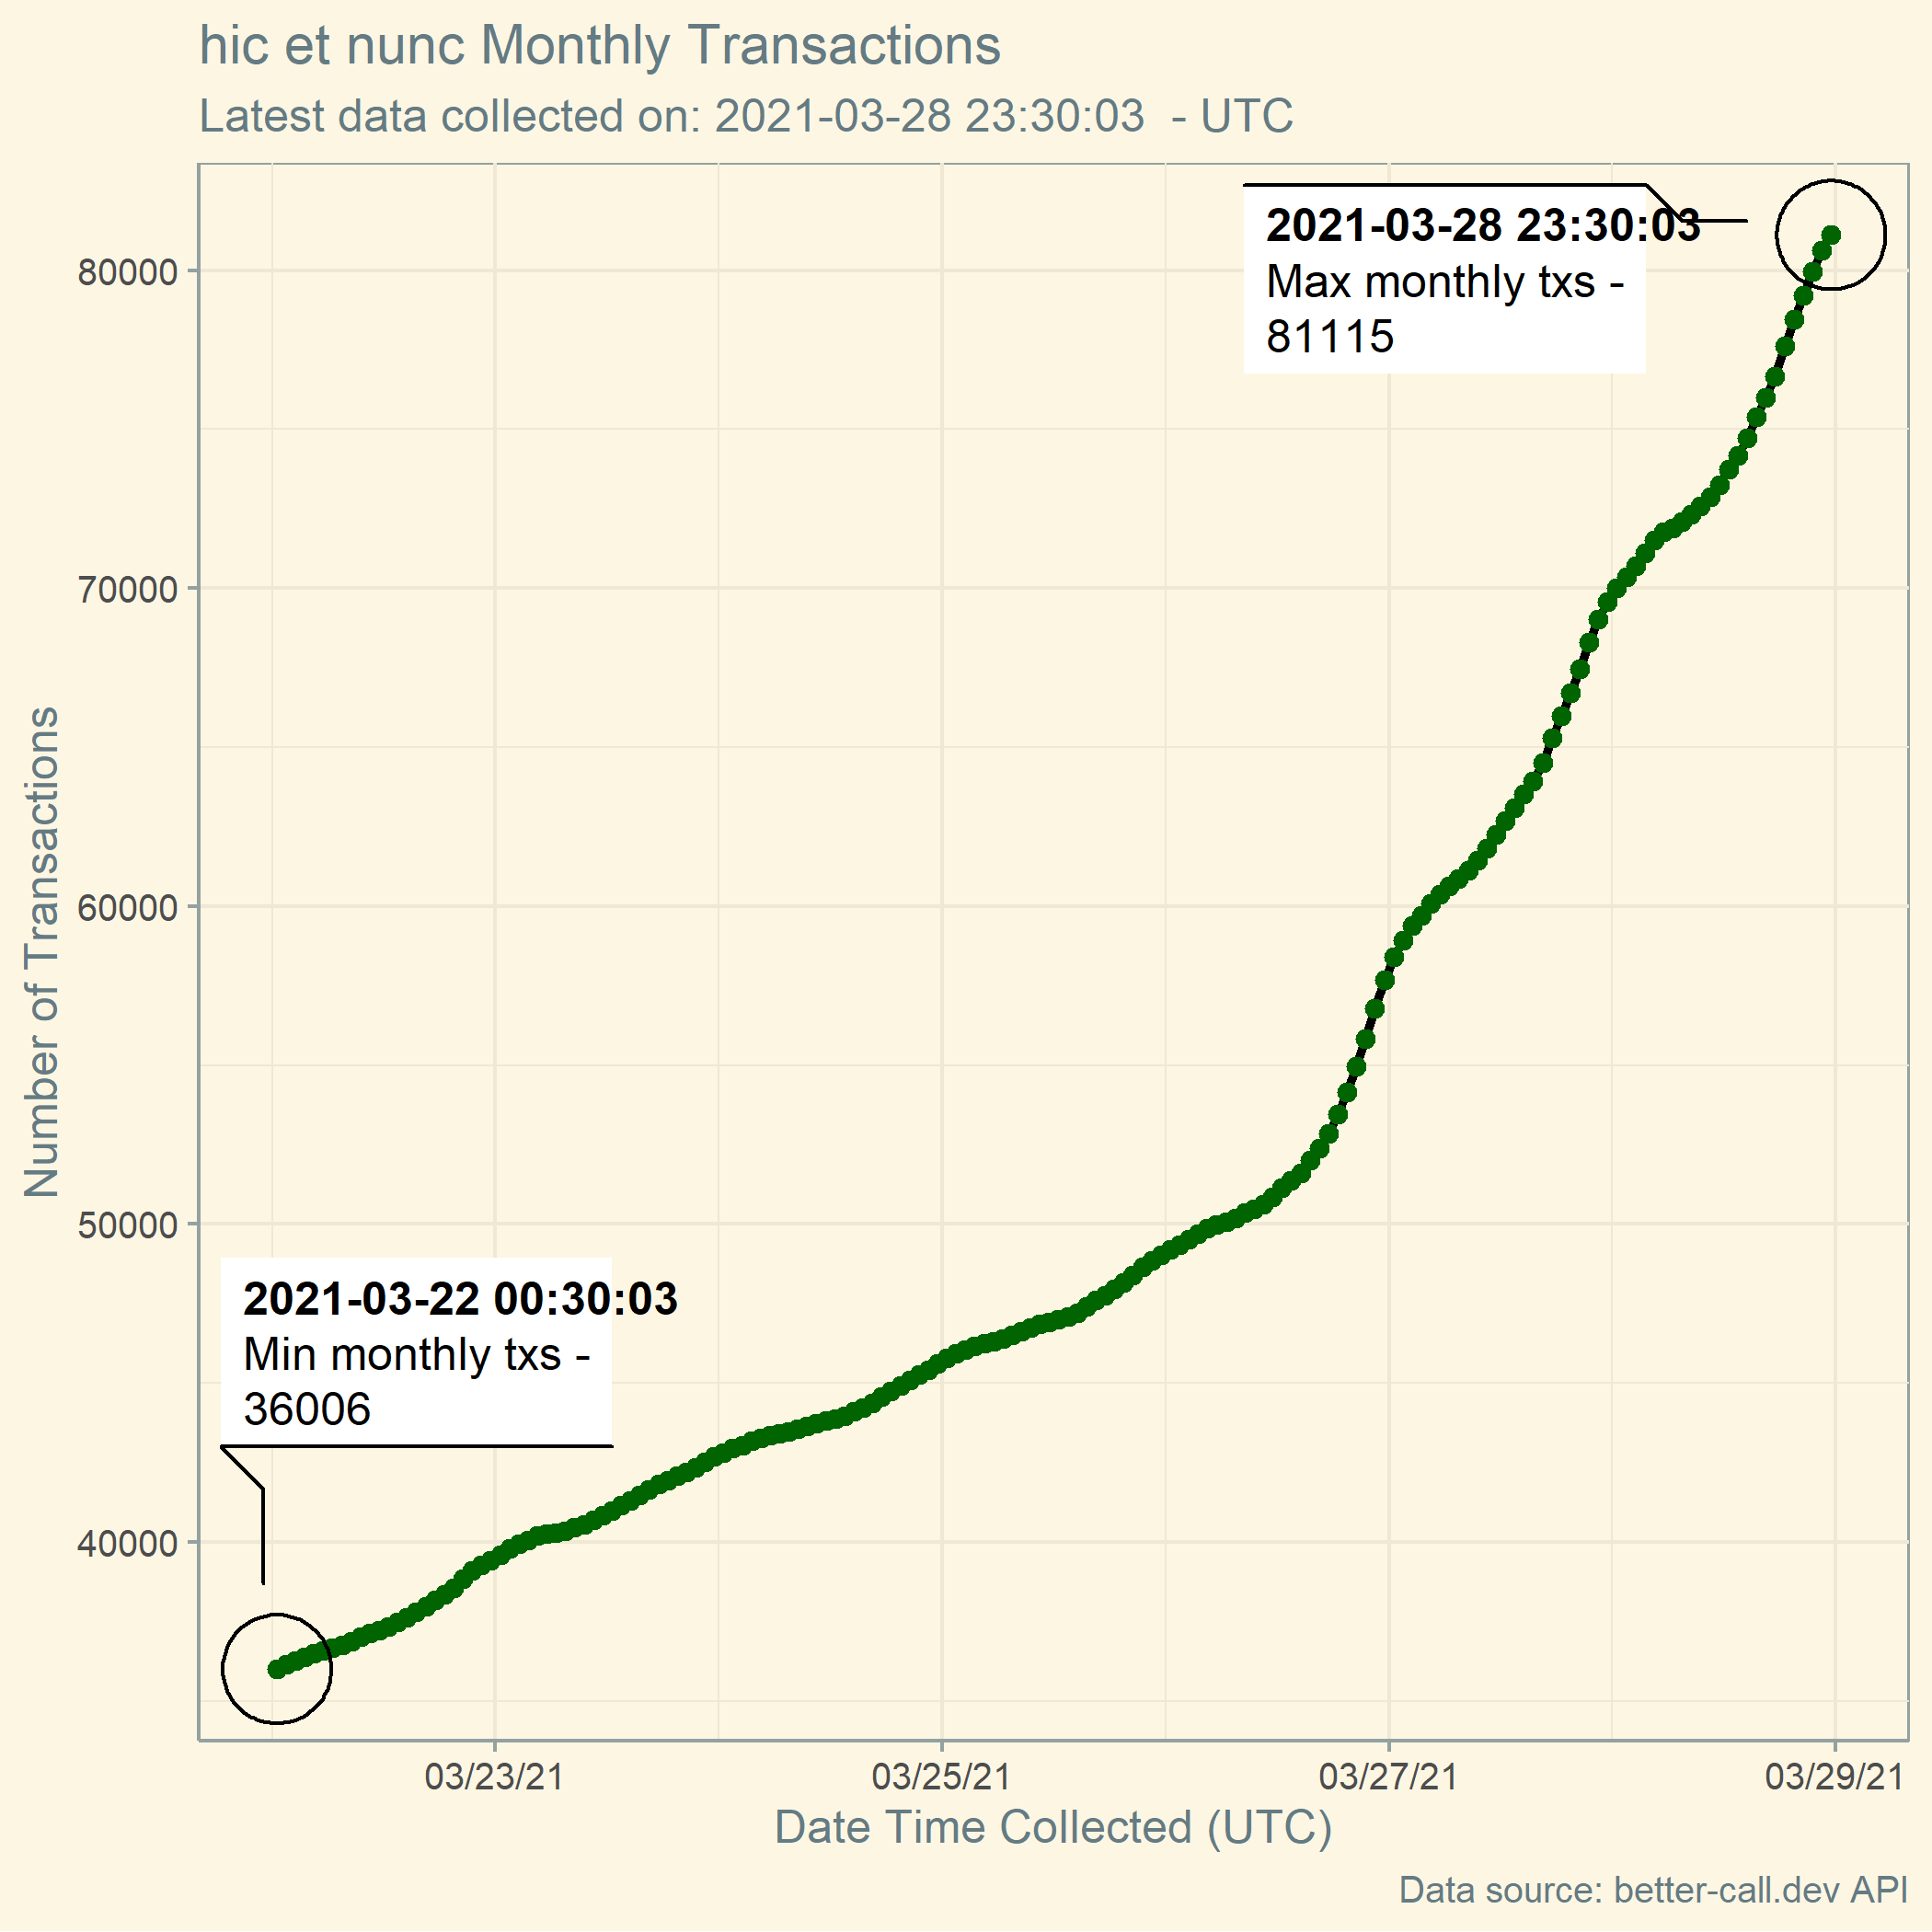 hic et nunc Monthly Transactions
Latest data collected on: 2021-03-28 23:30:03  - UTC
2021-03-28 23:30:03
Max monthly txs -
81115
80000
70000
60000
50000
40000
Number of Transactions
2021-03-22 00:30:03
Min monthly txs -
36006
03/23/21 03/25/21 03/27/21 03/29/21
Date Time Collected (UTC)
Data source: better-call.dev API